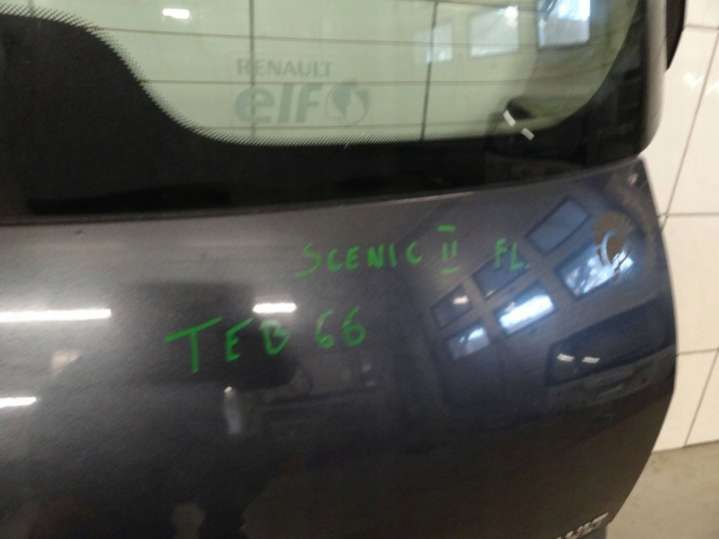 RENAULT
elf
SCENIC II FL
TEB 66